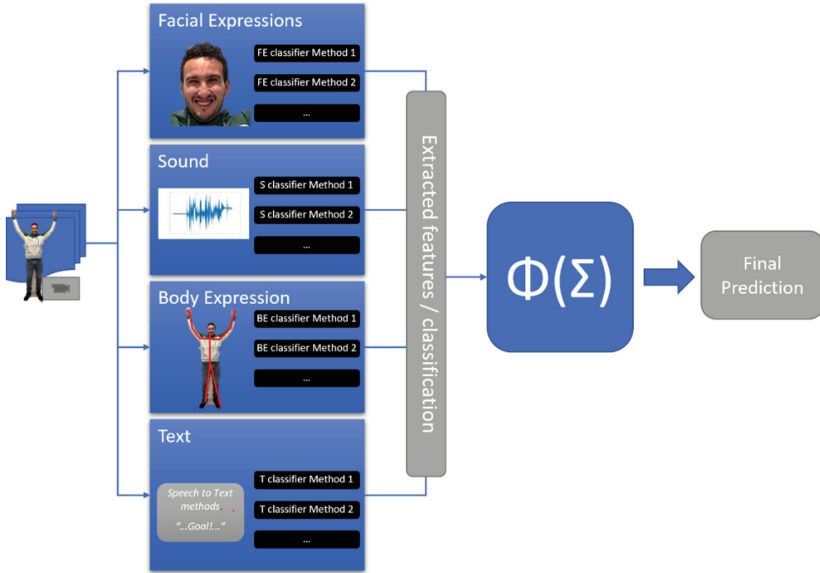 Facial Expressions
FE classifier Method 1
FE classifier Method 2
...
Sound
S classifier Method 1
S classifier Method 2
...
Body Expression
BE classifier Method 1
BE classifier Method 2
...
Text
Speech to Text
methods..
"...Goal!..."
T classifier Method 1
T classifier Method 2
...
Extracted features / classification
Φ(Σ)
Final
Prediction